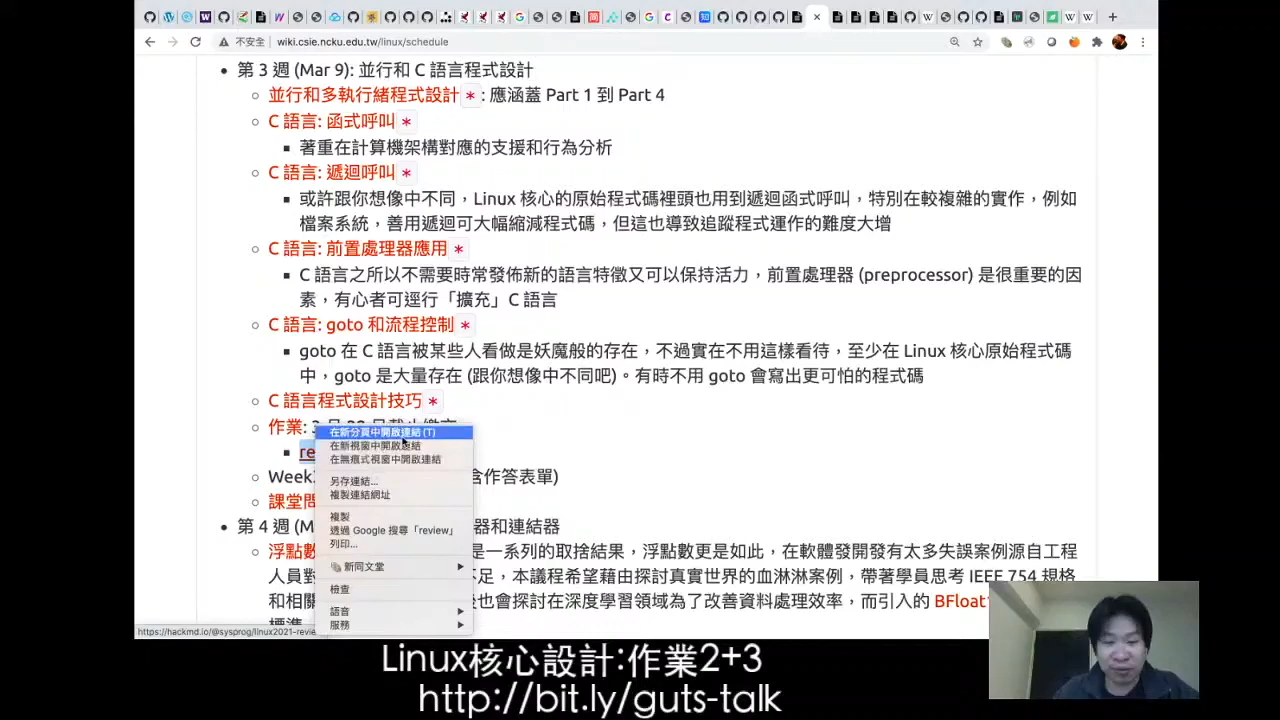 不安全 wiki.csie.ncku.edu.tw/linux/schedule
第 3 週 (Mar 9): 並行和 C 語言程式設計
並行和多執行緒程式設計 * : 應涵蓋 Part 1 到 Part 4
C 語言: 函式呼叫 *
著重在計算機架構對應的支援和行為分析
C 語言: 遞迴呼叫 *
或許跟你想像中不同，Linux 核心的原始程式碼裡頭也用到遞迴函式呼叫，特別在較複雜的實作，例如
檔案系統，善用遞迴可大幅縮減程式碼，但這也導致追蹤程式運作的難度大增
C 語言: 前置處理器應用 *
C 語言之所以不需要時常發佈新的語言特徵又可以保持活力，前置處理器 (preprocessor) 是很重要的因
素，有心者可逕行「擴充」C 語言
C 語言: goto 和流程控制 *
goto 在 C 語言被某些人看做是妖魔般的存在，不過實在不用這樣看待，至少在 Linux 核心原始程式碼
中，goto 是大量存在 (跟你想像中不同吧)。有時不用 goto 會寫出更可怕的程式碼
C 語言程式設計技巧 *
作業:
在新分頁中開啟連結 (T)
在新視窗中開啟連結
re
在無痕式視窗中開啟連結
Week
含作答表單)
另存連結...
複製連結網址
課堂問
複製
第 4 週 (M
器和連結器
透過 Google 搜尋「review」
列印...
浮點數
是一系列的取捨結果，浮點數更是如此，在軟體發開發有太多失誤案例源自工程
新同文堂
人員對
不足，本議程希望藉由探討真實世界的血淋淋案例，帶著學員思考 IEEE 754 規格
檢查
和相關
後也會探討在深度學習領域為了改善資料處理效率，而引入的 BFloat
語音
服務
標準
https://hackmd.io/@sysprog/linux2021-revie
Linux核心設計:作業2+3
http://bit.ly/guts-talk